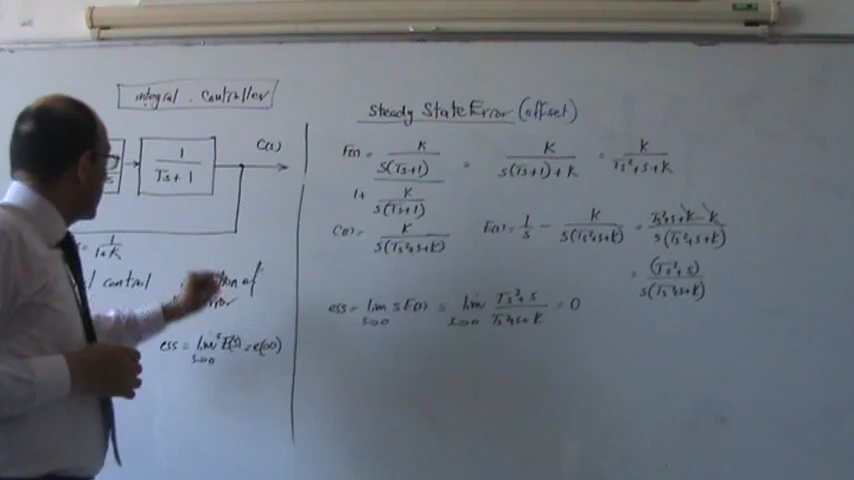 integral . controller
C(s)
1
Ts+1
= 1/(1+K)
control
of
error
ess = lim s E(s) = e(∞)
s→0
Steady State Error (offset)
F(s) = K/(s(Ts+1)) / (1+ K/(s(Ts+1))) = K/(s(Ts+1)+K) = K/(Ts²+s+K)
C(s) = K/(s(Ts²+s+K)) E(s) = 1/s − K/(s(Ts²+s+K)) = (Ts²+s+K−K)/(s(Ts²+s+K))
= (Ts²+s)/(s(Ts²+s+K))
ess = lim s E(s) = lim (Ts²+s)/(Ts²+s+K) = 0
s→0 s→0